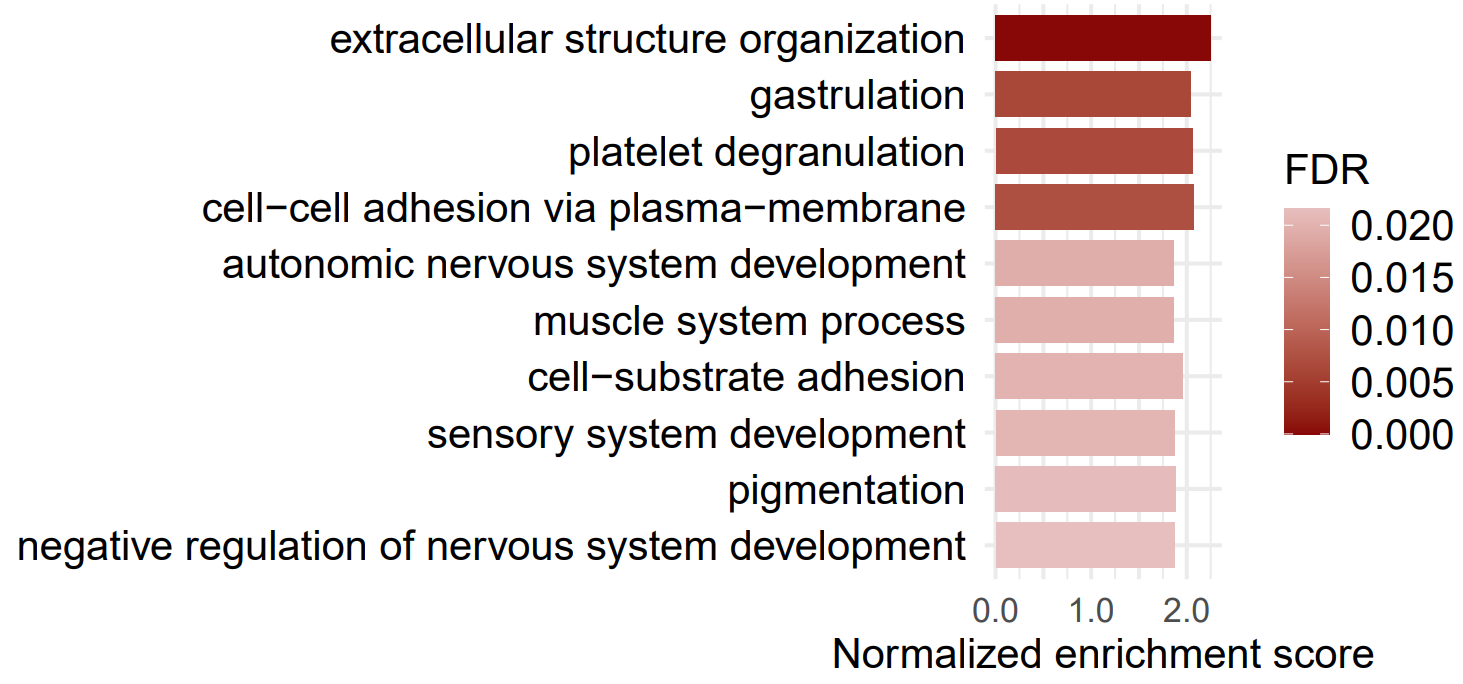 extracellular structure organization
gastrulation
platelet degranulation
cell−cell adhesion via plasma−membrane
autonomic nervous system development
muscle system process
cell−substrate adhesion
sensory system development
pigmentation
negative regulation of nervous system development
0.0 1.0 2.0
Normalized enrichment score
FDR
0.020
0.015
0.010
0.005
0.000